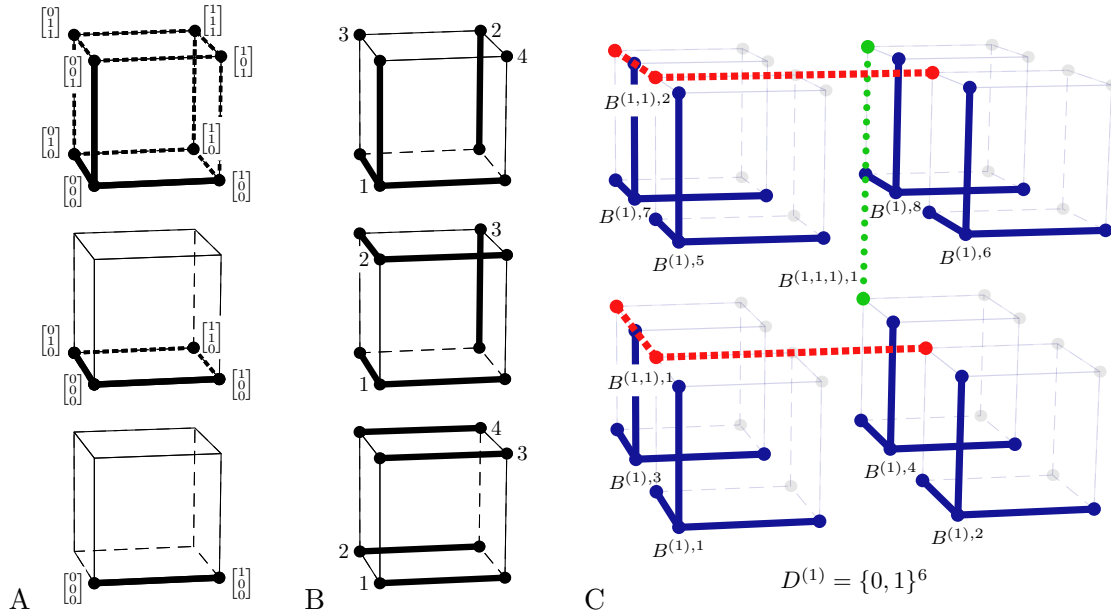 [0 1 1]
[1 1 1]
[0 0 1]
[1 0 1]
[0 1 0]
[1 1 0]
[0 0 0]
[1 0 0]
[0 1 0]
[1 1 0]
[0 0 0]
[1 0 0]
[0 0 0]
[1 0 0]
A
3
2
4
1
3
2
1
4
3
2
1
B
B^{(1,1),2}
B^{(1),7}
B^{(1),8}
B^{(1),5}
B^{(1),6}
B^{(1,1,1),1}
B^{(1,1),1}
B^{(1),3}
B^{(1),4}
B^{(1),1}
B^{(1),2}
C
D^{(1)} = {0, 1}^6